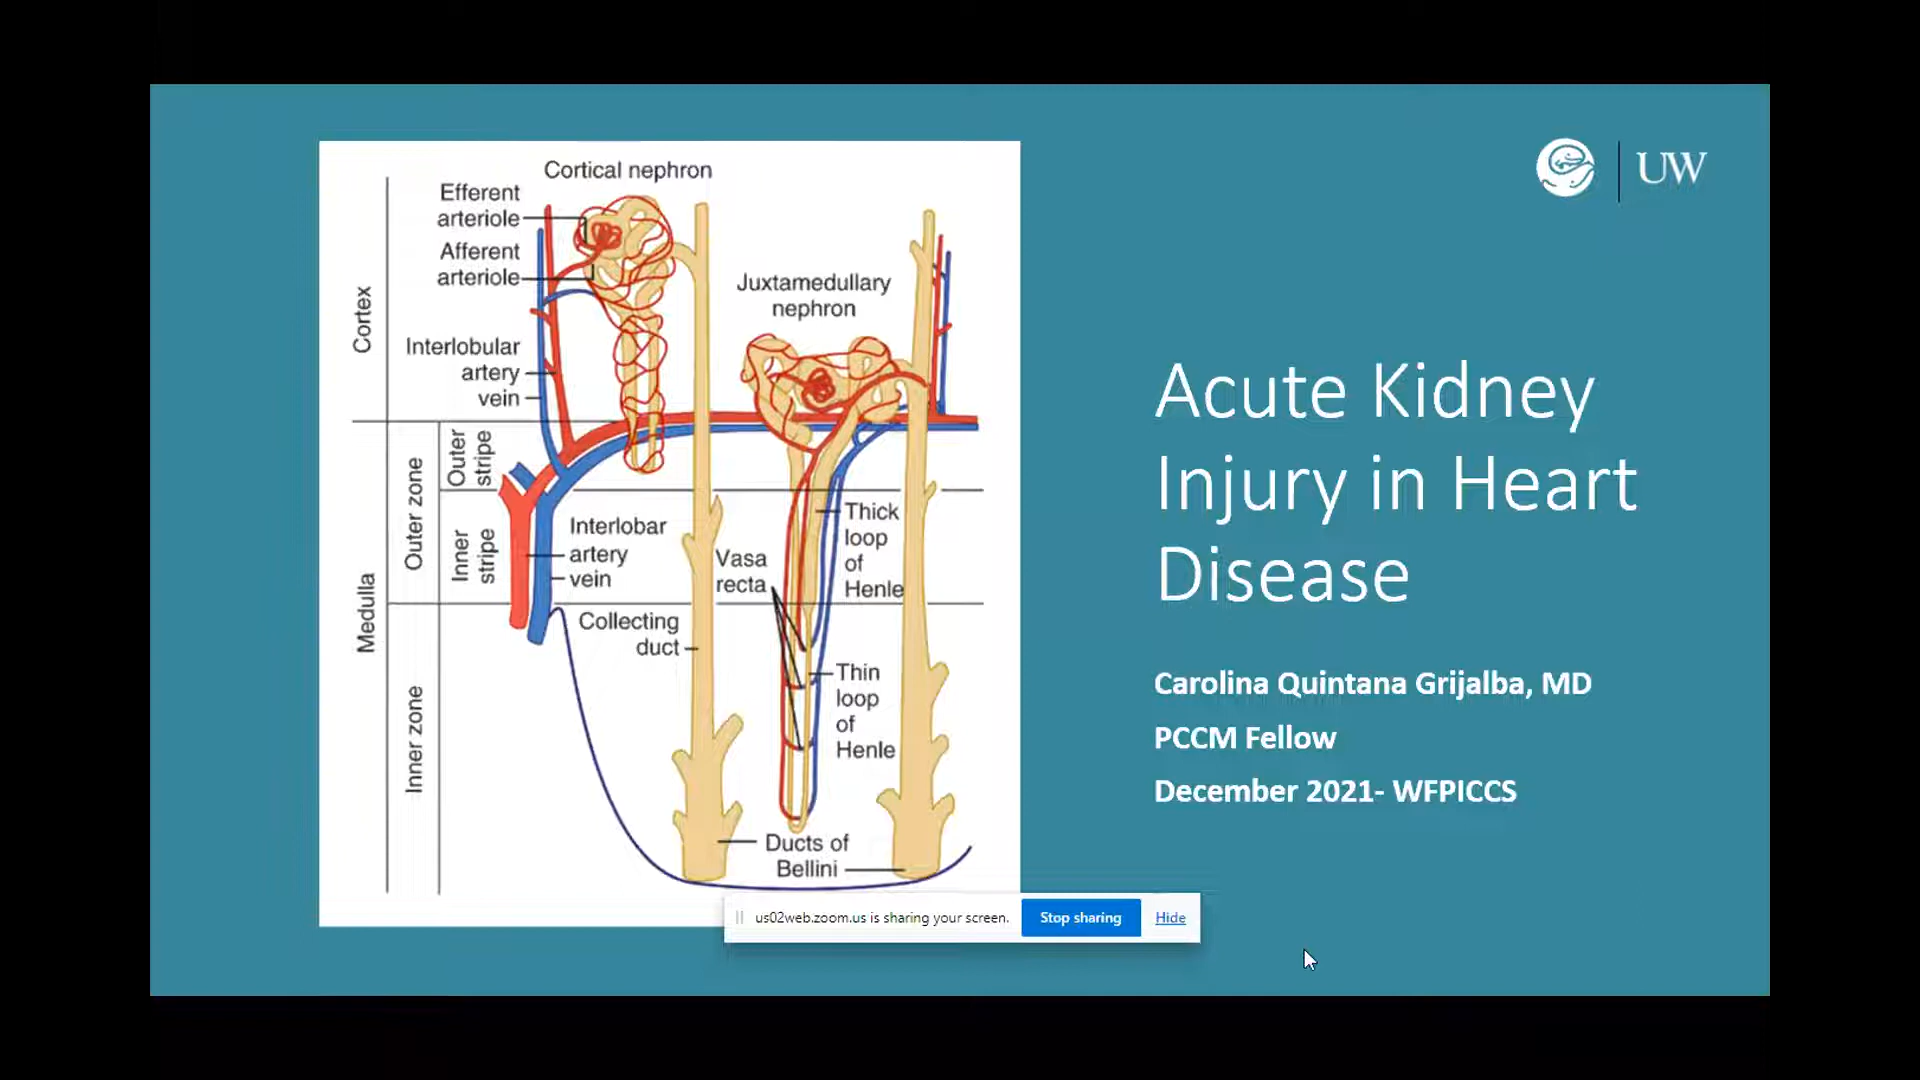 Cortical nephron
Efferent
arteriole
Afferent
arteriole
Juxtamedullary
nephron
Cortex
Interlobular
artery
vein
Outer
stripe
Outer zone
Inner
stripe
Interlobar
artery
vein
Vasa
recta
Thick
loop
of
Henle
Medulla
Collecting
duct
Thin
loop
of
Henle
Inner zone
Ducts of
Bellini
UW
Acute Kidney
Injury in Heart
Disease
Carolina Quintana Grijalba, MD
PCCM Fellow
December 2021- WFPICCS
us02web.zoom.us is sharing your screen.
Stop sharing
Hide